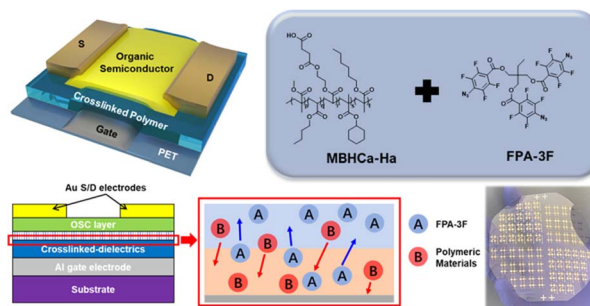 S
Organic
Semiconductor
D
Crosslinked Polymer
Gate
PET
HO
O
MBHCa-Ha
FPA-3F
Au S/D electrodes
OSC layer
Crosslinked-dielectrics
Al gate electrode
Substrate
A
B
A
FPA-3F
B
Polymeric
Materials